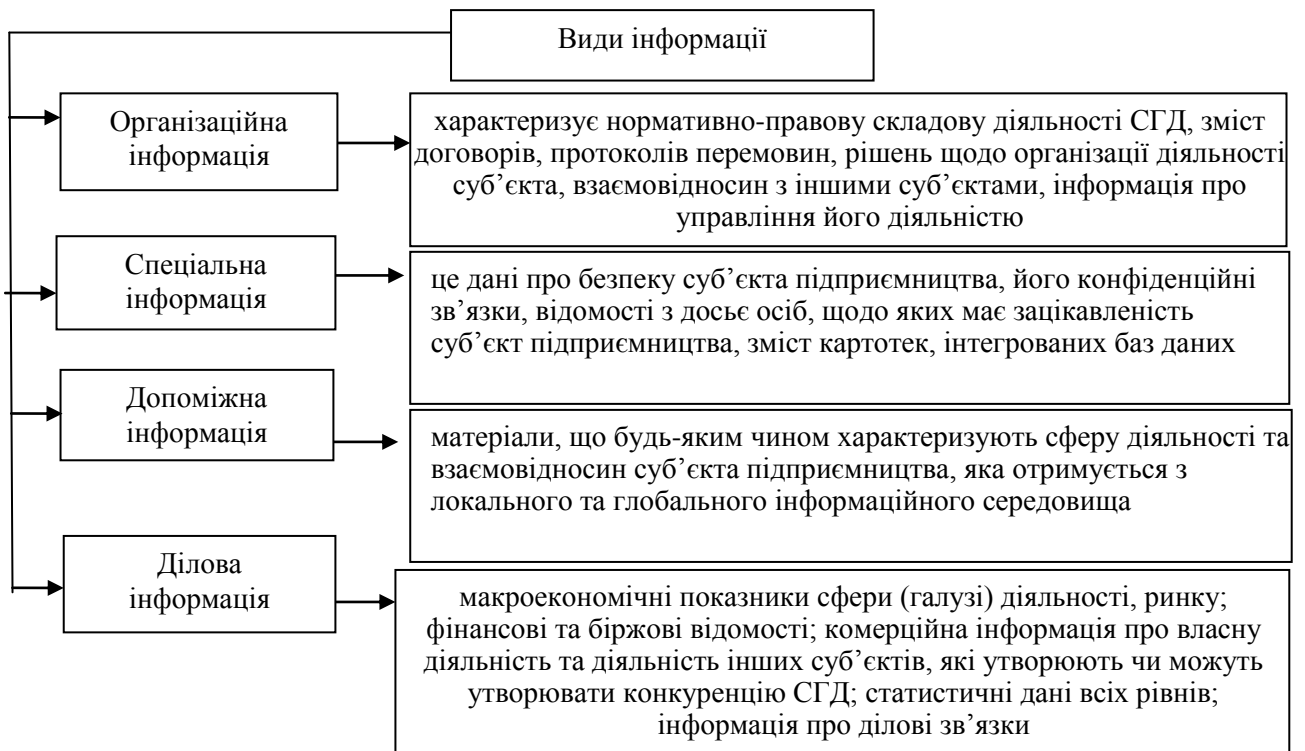 Види інформації
Організаційна
інформація
характеризує нормативно-правову складову діяльності СГД, зміст
договорів, протоколів перемовин, рішень щодо організації діяльності
суб’єкта, взаємовідносин з іншими суб’єктами, інформація про
управління його діяльністю
Спеціальна
інформація
це дані про безпеку суб’єкта підприємництва, його конфіденційні
зв’язки, відомості з досьє осіб, щодо яких має зацікавленість
суб’єкт підприємництва, зміст картотек, інтегрованих баз даних
Допоміжна
інформація
матеріали, що будь-яким чином характеризують сферу діяльності та
взаємовідносин суб’єкта підприємництва, яка отримується з
локального та глобального інформаційного середовища
Ділова
інформація
макроекономічні показники сфери (галузі) діяльності, ринку;
фінансові та біржові відомості; комерційна інформація про власну
діяльність та діяльність інших суб’єктів, які утворюють чи можуть
утворювати конкуренцію СГД; статистичні дані всіх рівнів;
інформація про ділові зв’язки